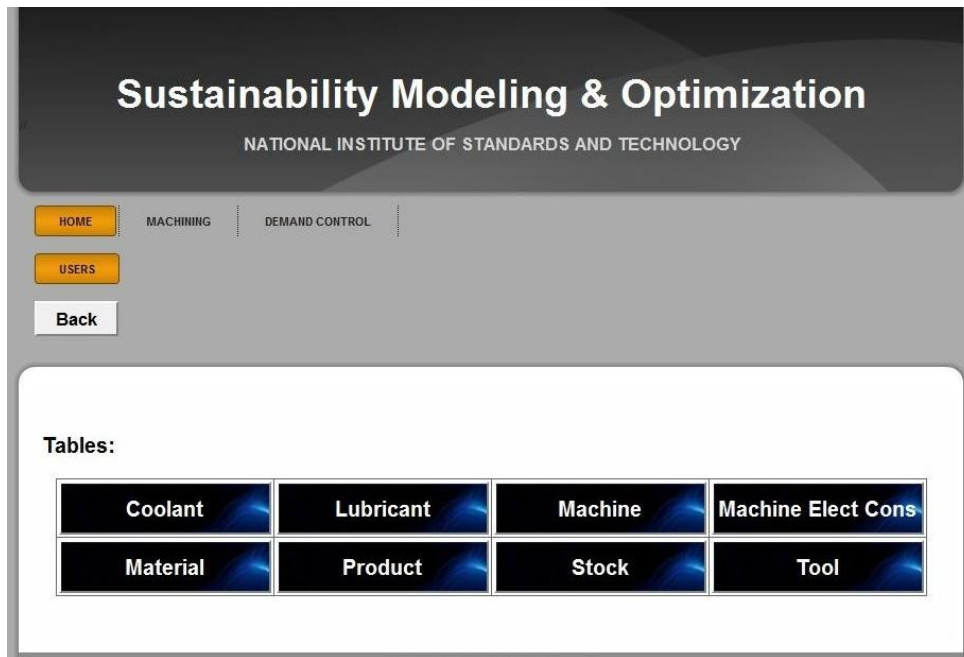 Sustainability Modeling & Optimization
NATIONAL INSTITUTE OF STANDARDS AND TECHNOLOGY
HOME MACHINING DEMAND CONTROL
USERS
Back
Tables:
Coolant Lubricant Machine Machine Elect Cons
Material Product Stock Tool